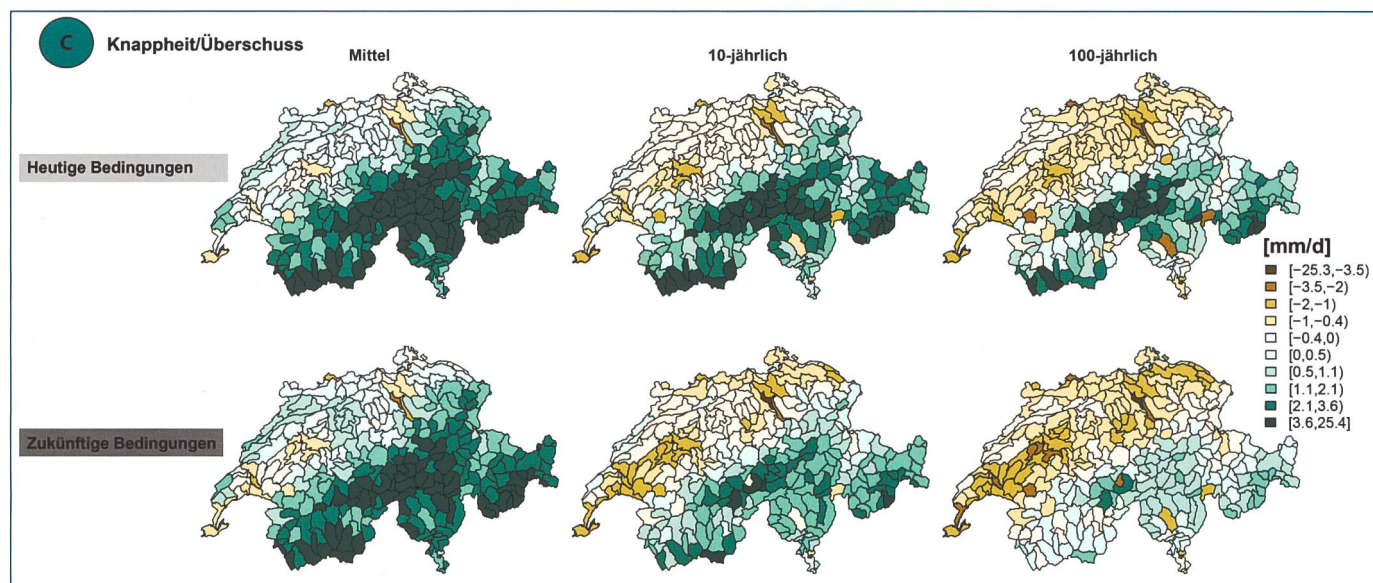 C Knappheit/Überschuss
Mittel 10-jährlich 100-jährlich
Heutige Bedingungen
[mm/d]
[−25.3,−3.5)
[−3.5,−2)
[−2,−1)
[−1,−0.4)
[−0.4,0)
[0,0.5)
[0.5,1.1)
[1.1,2.1)
[2.1,3.6)
[3.6,25.4]
Zukünftige Bedingungen